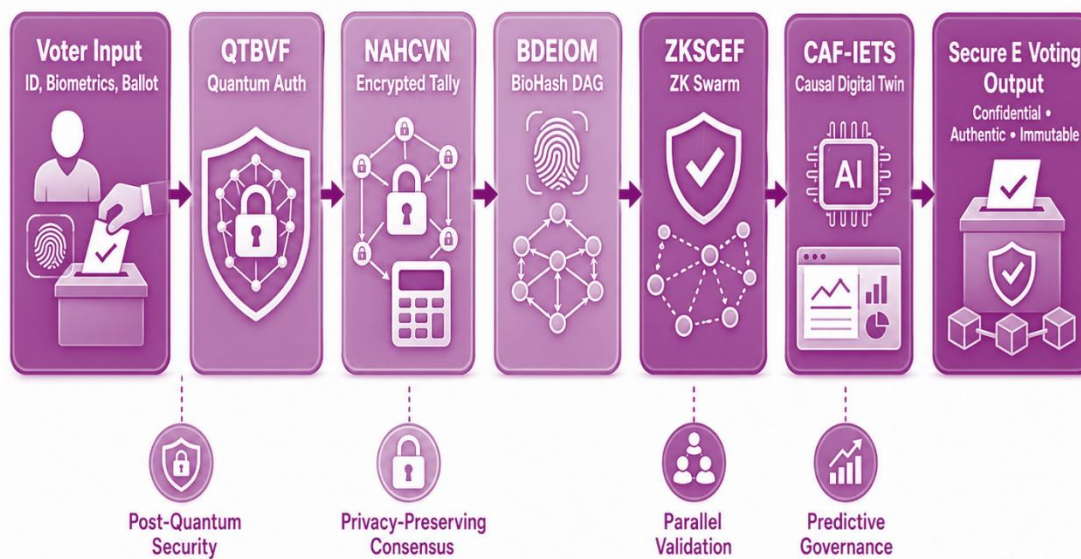 Voter Input
ID, Biometrics, Ballot
QTBVF
Quantum Auth
NAHCVN
Encrypted Tally
BDEIOM
BioHash DAG
ZKSCEF
ZK Swarm
CAF-IETS
Causal Digital Twin
AI
Secure E Voting
Output
Confidential •
Authentic • Immutable
Post-Quantum
Security
Privacy-Preserving
Consensus
Parallel
Validation
Predictive
Governance